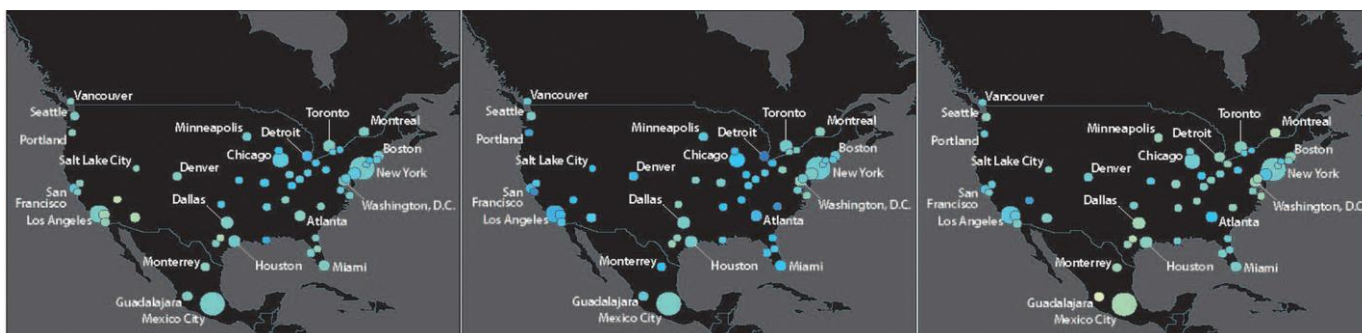 Vancouver
Seattle
Portland
Minneapolis
Toronto
Montreal
Detroit
Boston
Salt Lake City
Denver
Chicago
New York
San
Francisco
Los Angeles
Dallas
Atlanta
Washington, D.C.
Monterrey
Houston
Miami
Guadalajara
Mexico City
Vancouver
Seattle
Portland
Minneapolis
Toronto
Montreal
Detroit
Boston
Salt Lake City
Denver
Chicago
New York
San
Francisco
Los Angeles
Dallas
Atlanta
Washington, D.C.
Monterrey
Houston
Miami
Guadalajara
Mexico City
Vancouver
Seattle
Portland
Minneapolis
Toronto
Montreal
Detroit
Boston
Salt Lake City
Denver
Chicago
New York
San
Francisco
Los Angeles
Dallas
Atlanta
Washington, D.C.
Monterrey
Houston
Miami
Guadalajara
Mexico City